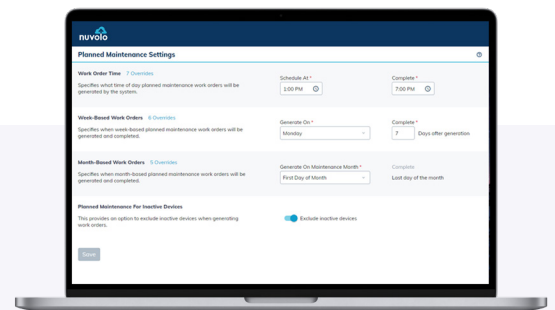 nuvolo
Planned Maintenance Settings
Work Order Time 7 Overrides
Specifies what time of day planned maintenance work orders will be
generated by the system.
Schedule At *
1:00 PM
Complete *
7:00 PM
Week-Based Work Orders 6 Overrides
Specifies when week-based planned maintenance work orders will be
generated and completed.
Generate On *
Monday
Complete *
7 Days after generation
Month-Based Work Orders 5 Overrides
Specifies when month-based planned maintenance work orders will be
generated and completed.
Generate On Maintenance Month *
First Day of Month
Complete
Last day of the month
Planned Maintenance For Inactive Devices
This provides an option to exclude inactive devices when generating
work orders.
Exclude inactive devices
Save